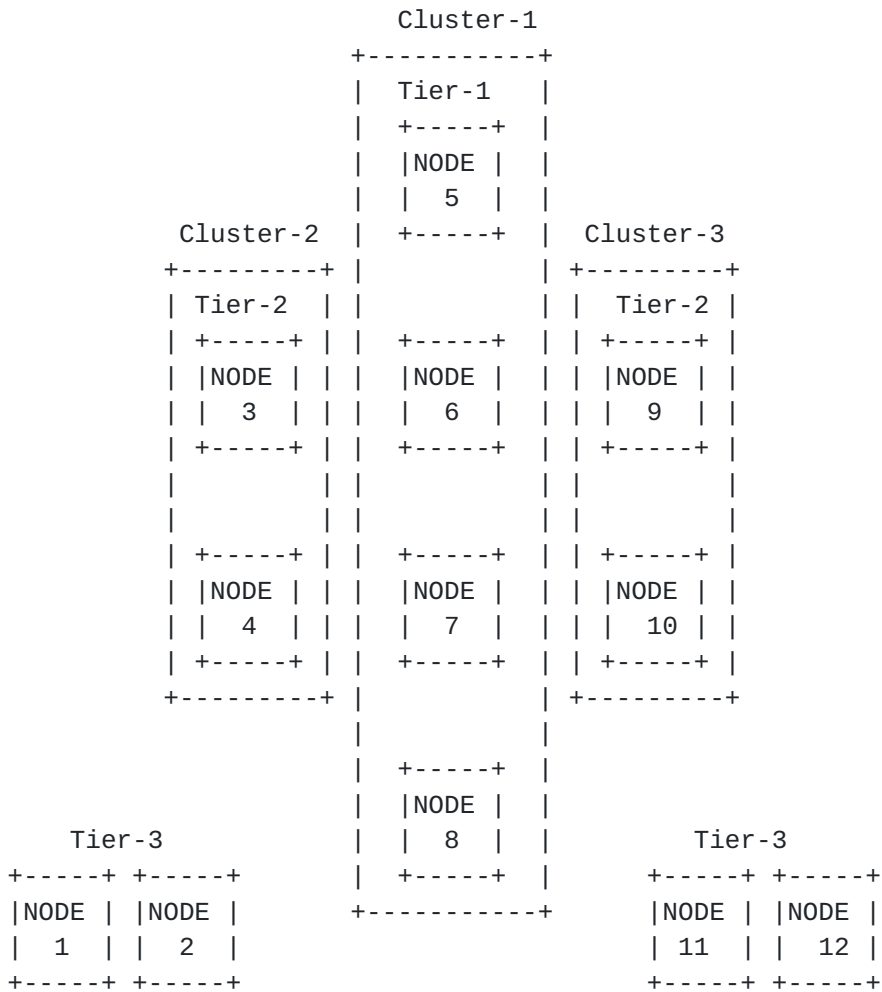 Cluster-1
                      +-----------+
                      |  Tier-1   |
                      |  +-----+  |
                      |  |NODE |  |
                      |  |  5  |  |
           Cluster-2  |  +-----+  |  Cluster-3
          +---------+ |           | +---------+
          | Tier-2  | |           | |  Tier-2 |
          | +-----+ | |  +-----+  | | +-----+ |
          | |NODE | | |  |NODE |  | | |NODE | |
          | |  3  | | |  |  6  |  | | |  9  | |
          | +-----+ | |  +-----+  | | +-----+ |
          |         | |           | |         |
          |         | |           | |         |
          | +-----+ | |  +-----+  | | +-----+ |
          | |NODE | | |  |NODE |  | | |NODE | |
          | |  4  | | |  |  7  |  | | |  10 | |
          | +-----+ | |  +-----+  | | +-----+ |
          +---------+ |           | +---------+
                      |           |
                      |  +-----+  |
                      |  |NODE |  |
    Tier-3            |  |  8  |  |         Tier-3
+-----+ +-----+       |  +-----+  |      +-----+ +-----+
|NODE | |NODE |       +-----------+      |NODE | |NODE |
|  1  | |  2  |                          | 11  | |  12 |
+-----+ +-----+                          +-----+ +-----+